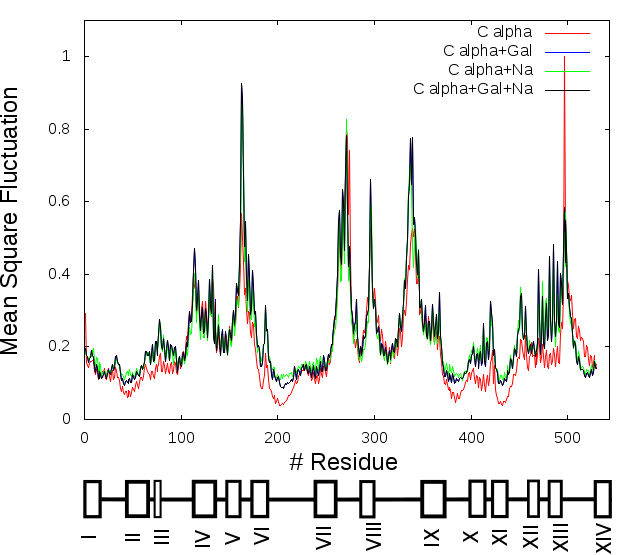 Mean Square Fluctuation
1
0.8
0.6
0.4
0.2
0
C alpha
C alpha+Gal
C alpha+Na
C alpha+Gal+Na
0 100 200 300 400 500
# Residue
I II III IV V VI VII VIII IX X XI XII XIII XIV